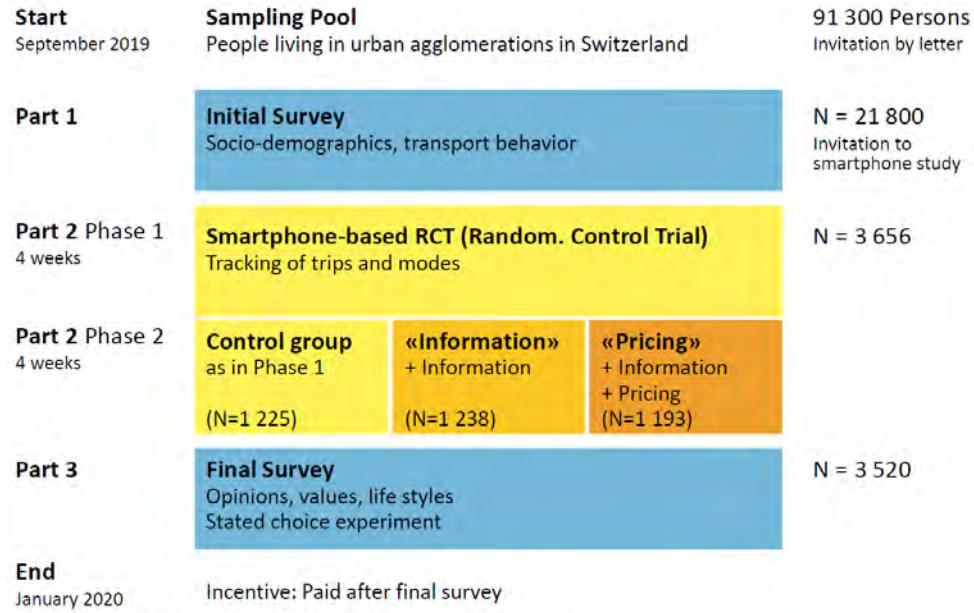 Start
September 2019
Sampling Pool
People living in urban agglomerations in Switzerland
91 300 Persons
Invitation by letter
Part 1
Initial Survey
Socio-demographics, transport behavior
N = 21 800
Invitation to
smartphone study
Part 2 Phase 1
4 weeks
Smartphone-based RCT (Random. Control Trial)
Tracking of trips and modes
N = 3 656
Part 2 Phase 2
4 weeks
Control group
as in Phase 1
(N=1 225)
«Information»
+ Information
(N=1 238)
«Pricing»
+ Information
+ Pricing
(N=1 193)
Part 3
Final Survey
Opinions, values, life styles
Stated choice experiment
N = 3 520
End
January 2020
Incentive: Paid after final survey